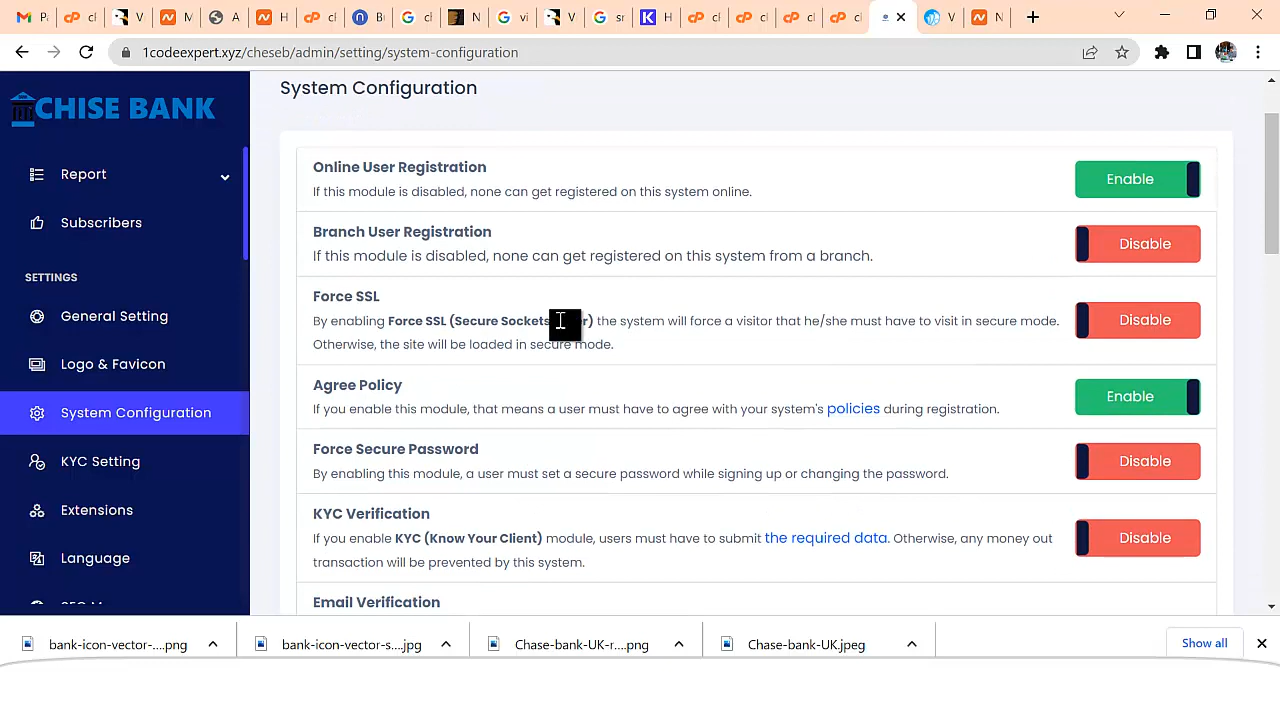 1codeexpert.xyz/cheseb/admin/setting/system-configuration
CHISE BANK
System Configuration
Report
Subscribers
SETTINGS
General Setting
Logo & Favicon
System Configuration
KYC Setting
Extensions
Language
Online User Registration
If this module is disabled, none can get registered on this system online.
Enable
Branch User Registration
If this module is disabled, none can get registered on this system from a branch.
Disable
Force SSL
By enabling Force SSL (Secure Sockets the system will force a visitor that he/she must have to visit in secure mode.
Otherwise, the site will be loaded in secure mode.
Disable
Agree Policy
If you enable this module, that means a user must have to agree with your system's policies during registration.
Enable
Force Secure Password
By enabling this module, a user must set a secure password while signing up or changing the password.
Disable
KYC Verification
If you enable KYC (Know Your Client) module, users must have to submit the required data. Otherwise, any money out
transaction will be prevented by this system.
Disable
Email Verification
bank-icon-vector-....png
bank-icon-vector-s....jpg
Chase-bank-UK-r....png
Chase-bank-UK.jpeg
Show all